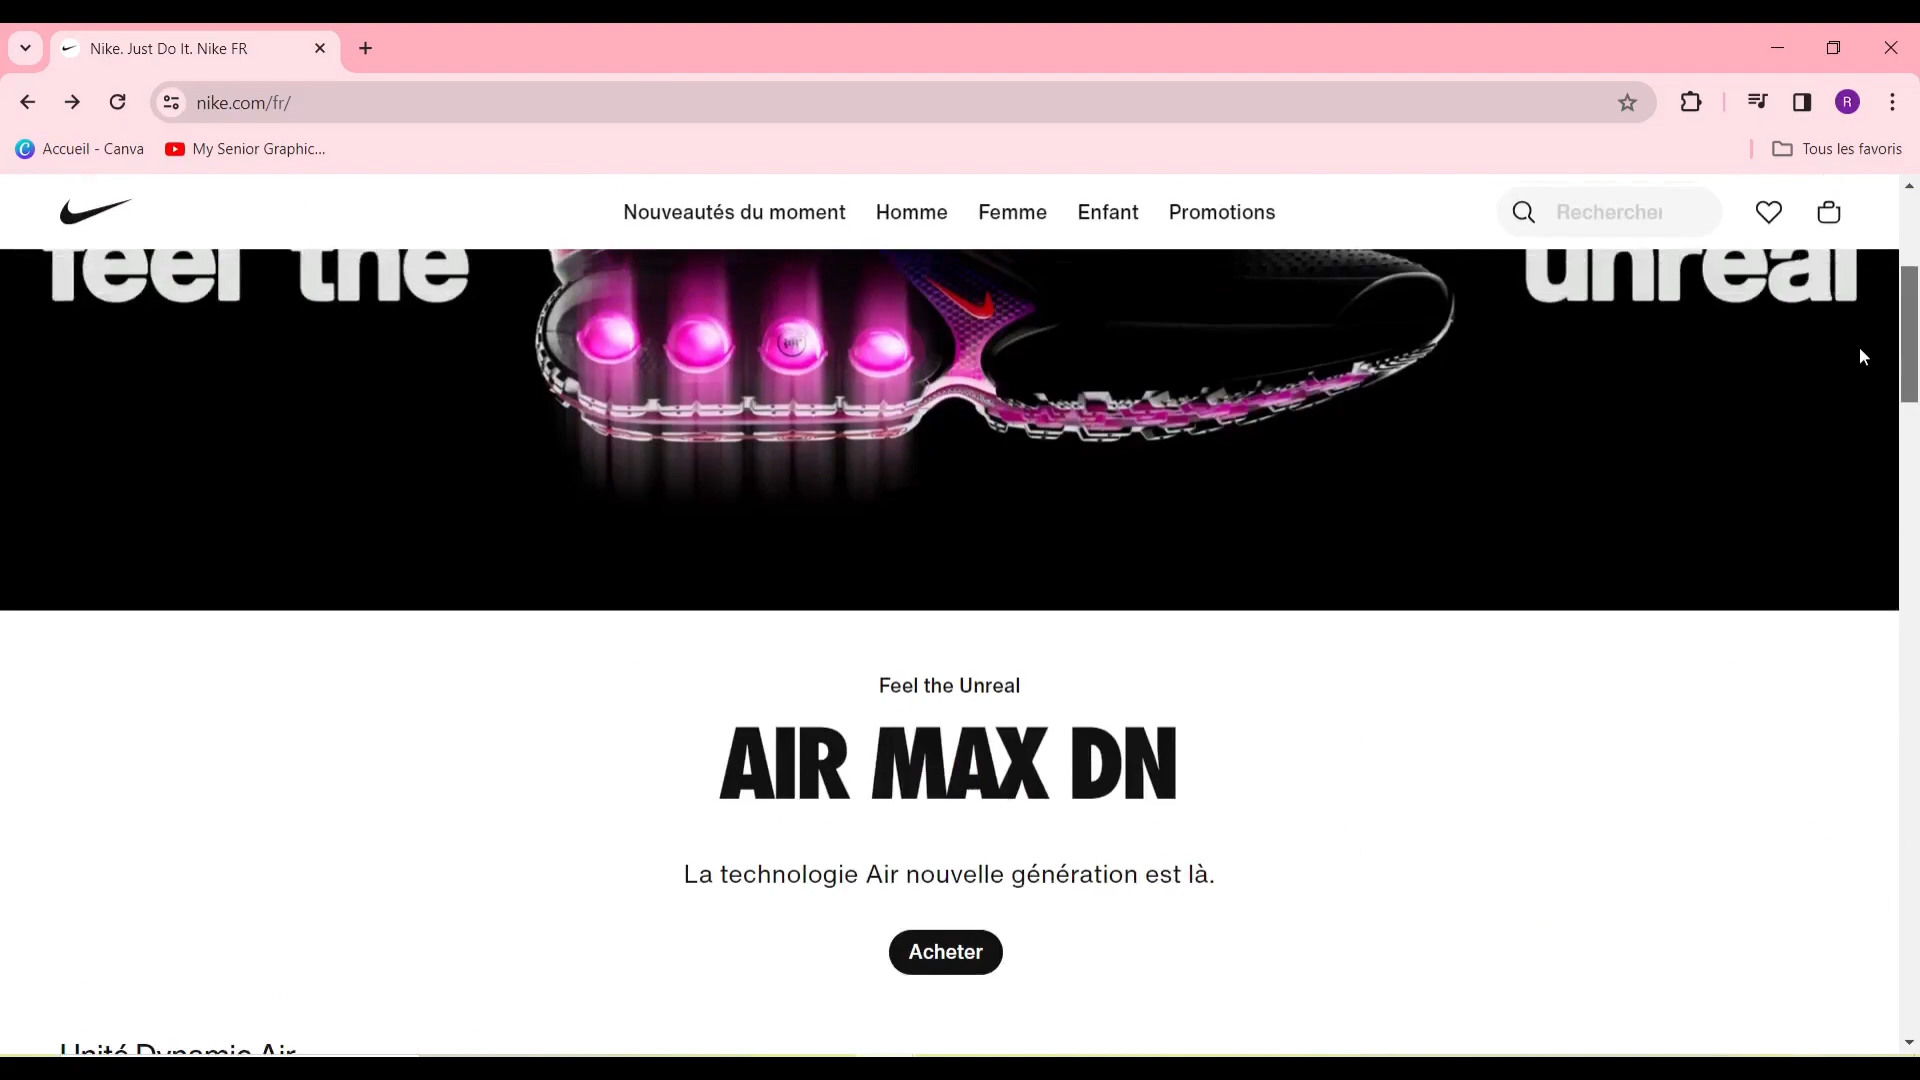 Nike. Just Do It. Nike FR
nike.com/fr/
R
Accueil - Canva
My Senior Graphic...
Tous les favoris
Nouveautés du moment
Homme
Femme
Enfant
Promotions
Rechercher
feel the
unreal
Feel the Unreal
AIR MAX DN
La technologie Air nouvelle génération est là.
Acheter
Unité Dynamic Air